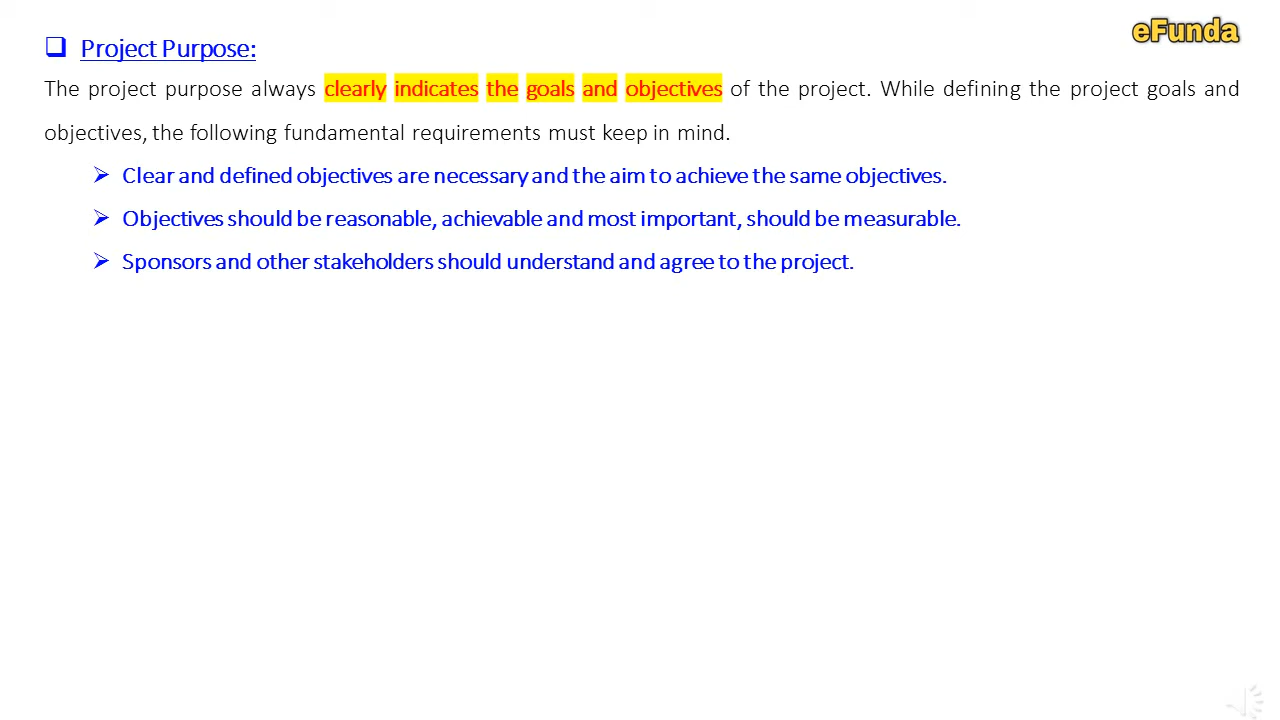 eFunda
Project Purpose:
The project purpose always clearly indicates the goals and objectives of the project. While defining the project goals and
objectives, the following fundamental requirements must keep in mind.
Clear and defined objectives are necessary and the aim to achieve the same objectives.
Objectives should be reasonable, achievable and most important, should be measurable.
Sponsors and other stakeholders should understand and agree to the project.